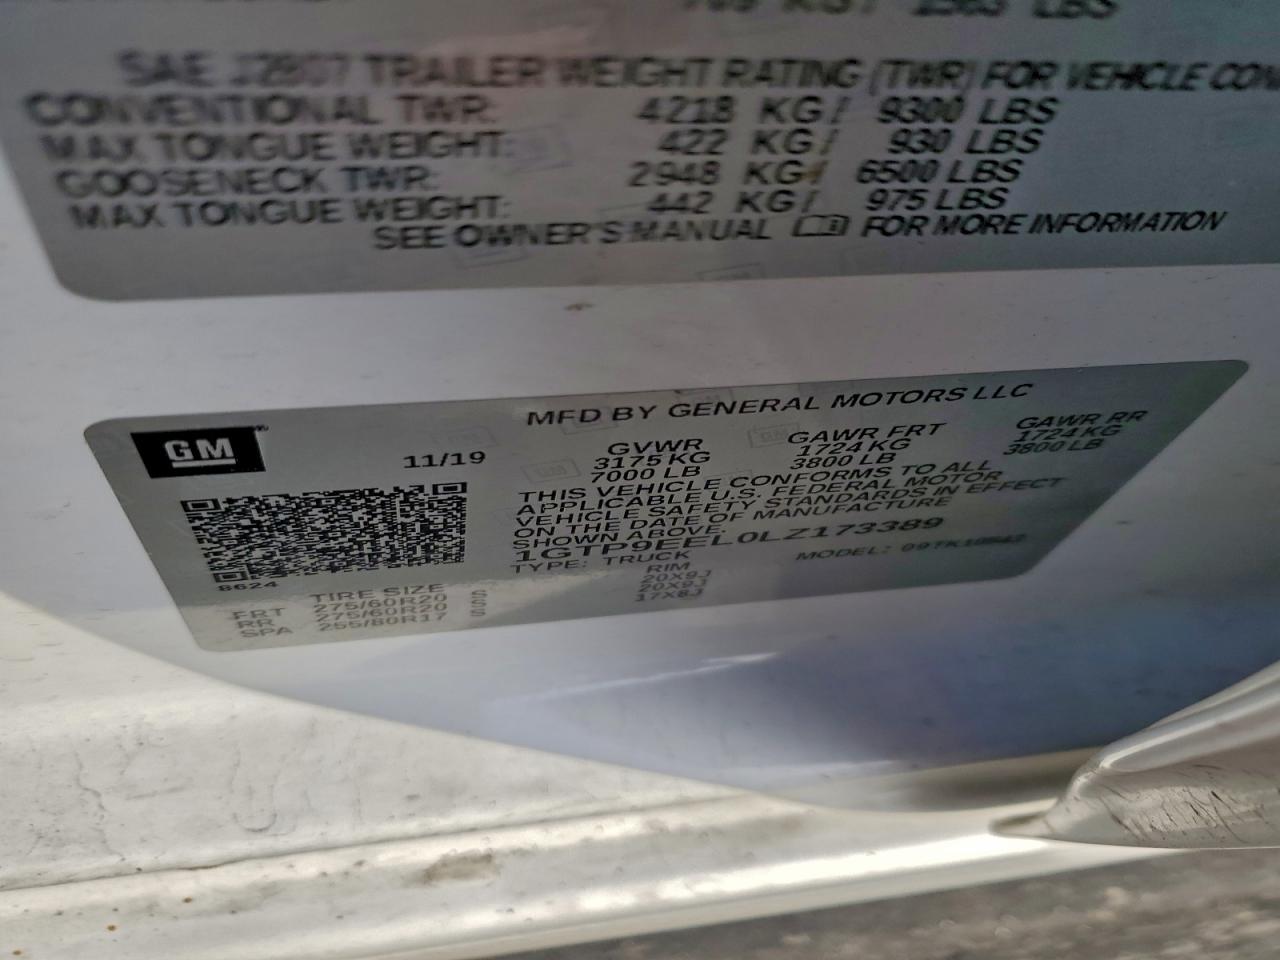 1583 LBS
SAE J2807 TRAILER WEIGHT RATING (TWR) FOR VEHICLE
CONVENTIONAL TWR: 4218 KG/ 9300 LBS
MAX TONGUE WEIGHT: 422 KG/ 930 LBS
GOOSENECK TWR: 2948 KG/ 6500 LBS
MAX TONGUE WEIGHT: 442 KG/ 975 LBS
SEE OWNER'S MANUAL FOR MORE INFORMATION
MFD BY GENERAL MOTORS LLC
GM 11/19
GVWR GAWR FRT GAWR RR
3175 KG 1724 KG 1724 KG
7000 LB 3800 LB 3800 LB
THIS VEHICLE CONFORMS TO ALL
APPLICABLE U.S. FEDERAL MOTOR
VEHICLE SAFETY STANDARDS IN EFFECT
ON THE DATE OF MANUFACTURE
SHOWN ABOVE.
1GTP9EEL0LZ173389
TYPE: TRUCK MODEL:
8624
TIRE SIZE RIM
FRT 275/60R20 S 20X9J
RR 275/60R20 S 20X9J
SPA 255/80R17 S 17X8J